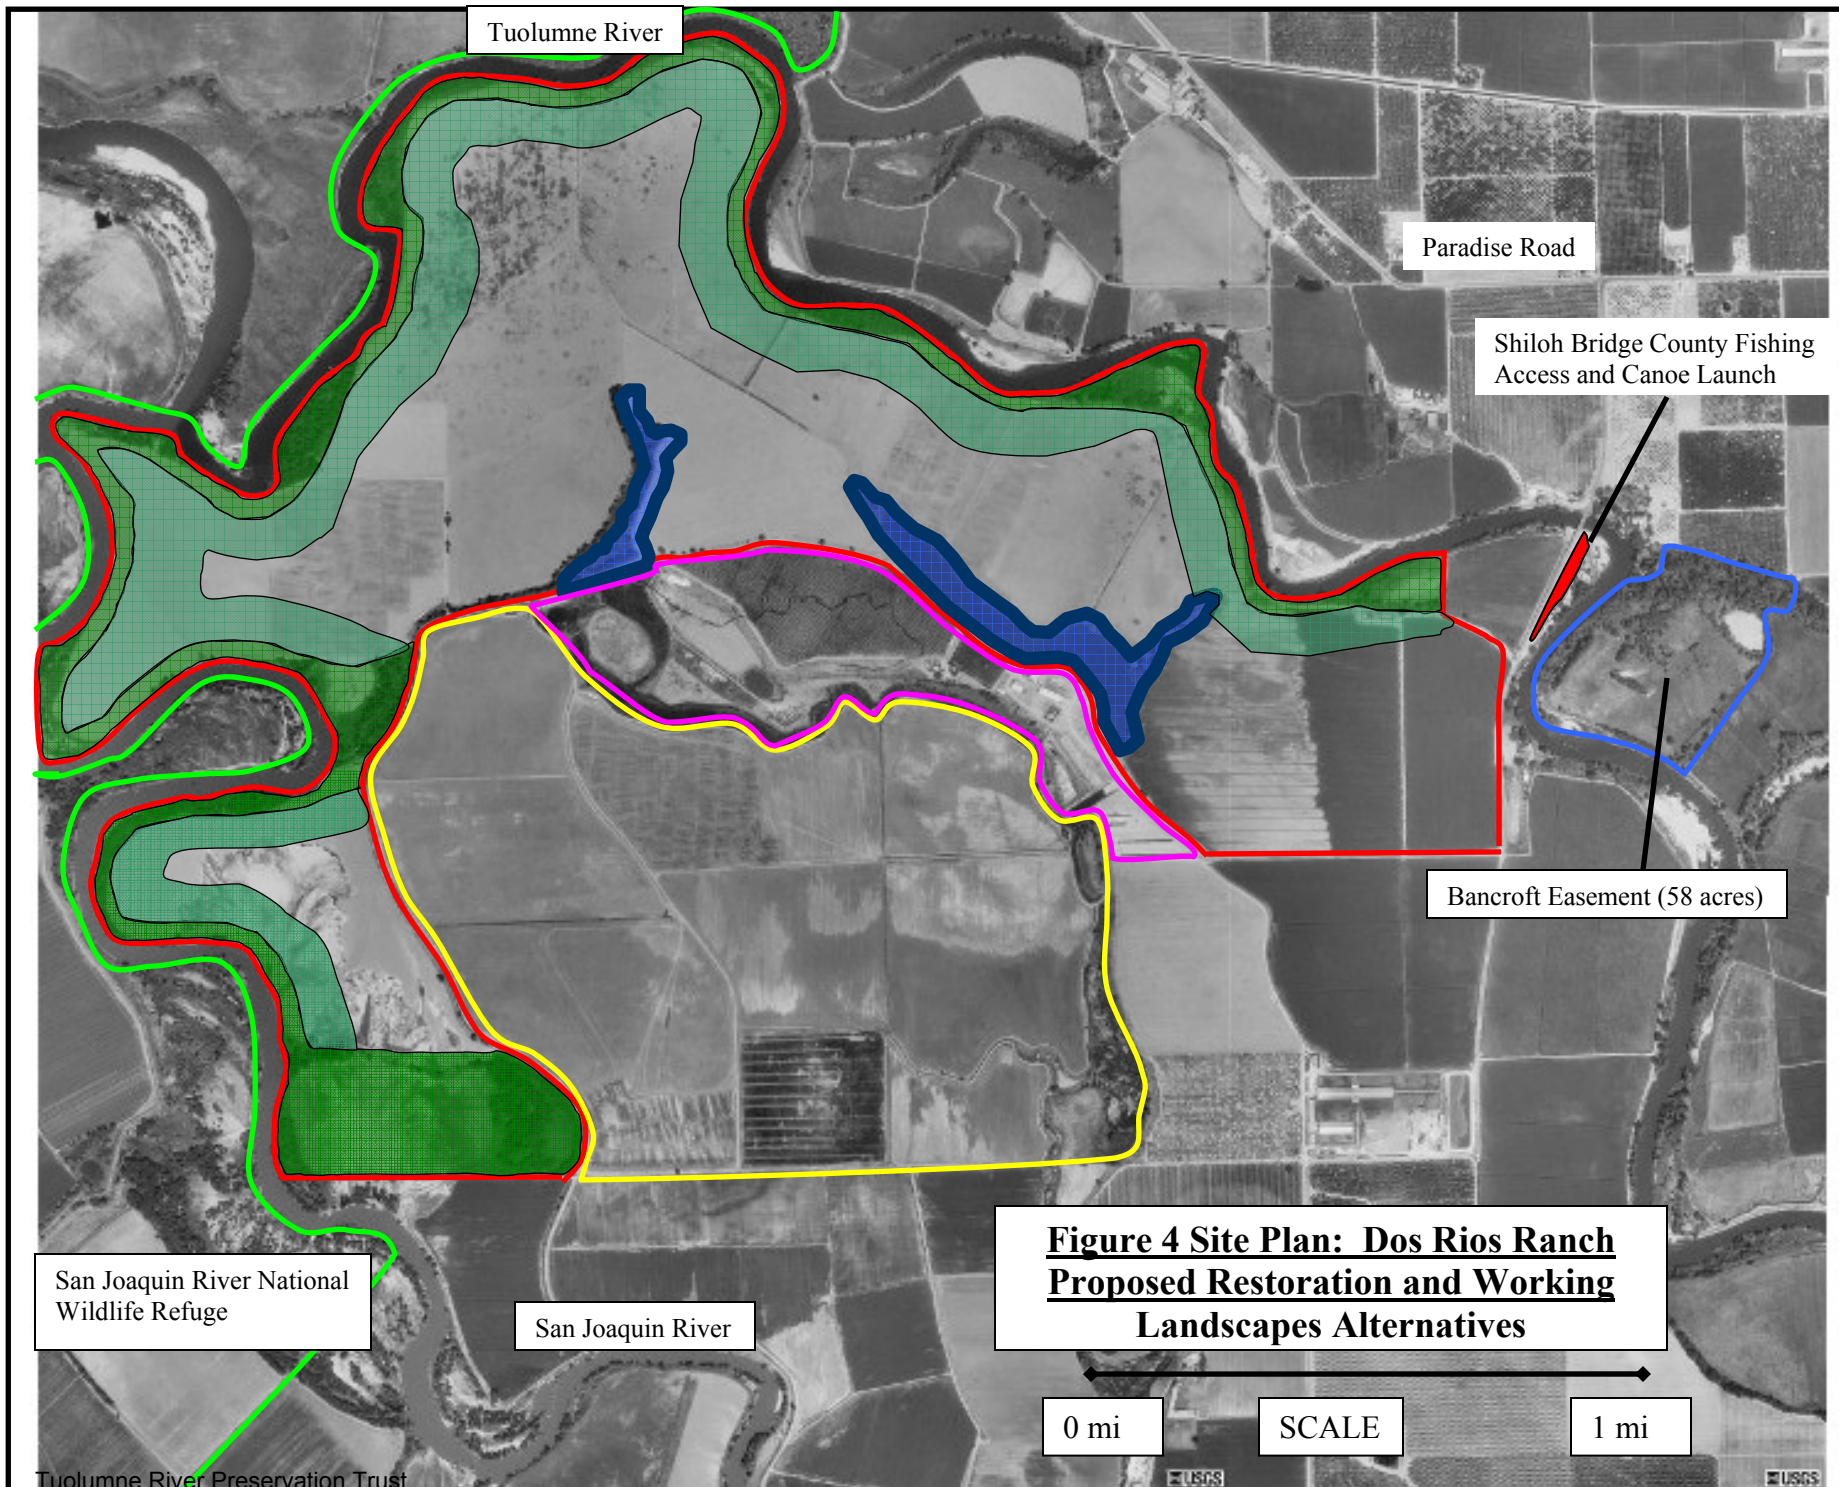 Tuolumne River
Paradise Road
Shiloh Bridge County Fishing
Access and Canoe Launch
Bancroft Easement (58 acres)
Figure 4 Site Plan: Dos Rios Ranch
Proposed Restoration and Working
Landscapes Alternatives
San Joaquin River National
Wildlife Refuge
San Joaquin River
0 mi
SCALE
1 mi
Tuolumne River Preservation Trust
USGS
USGS